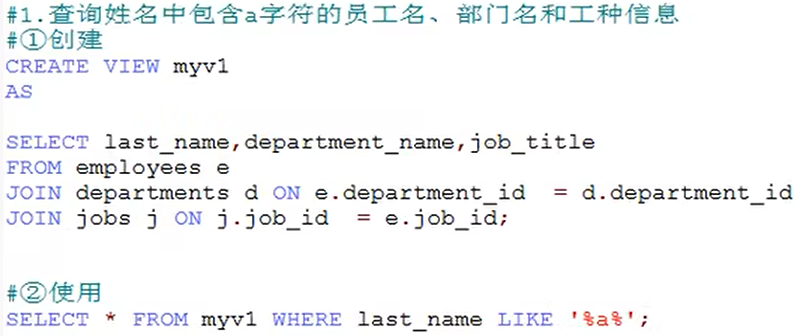 #1.查询姓名中包含a字符的员工名、部门名和工种信息
#①创建
CREATE VIEW myv1
AS
SELECT last_name,department_name,job_title
FROM employees e
JOIN departments d ON e.department_id  = d.department_id
JOIN jobs j ON j.job_id  = e.job_id;
#②使用
SELECT * FROM myv1 WHERE last_name LIKE '%a%';